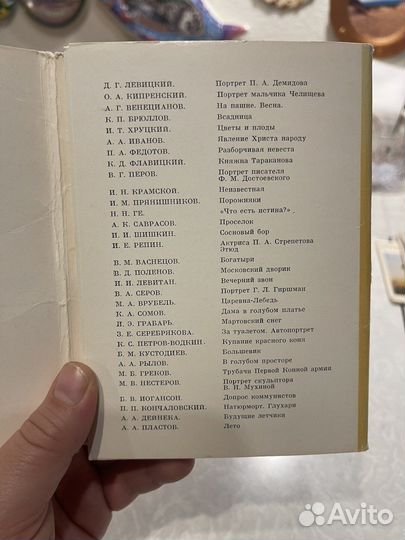 Д. Г. ЛЕВИЦКИЙ. Портрет П. А. Демидова
О. А. КИПРЕНСКИЙ. Портрет мальчика Челищева
А. Г. ВЕНЕЦИАНОВ. На пашне. Весна.
К. П. БРЮЛЛОВ. Всадница
И. Т. ХРУЦКИЙ. Цветы и плоды
А. А. ИВАНОВ. Явление Христа народу
П. А. ФЕДОТОВ. Разборчивая невеста
К. Д. ФЛАВИЦКИЙ. Княжна Тараканова
В. Г. ПЕРОВ. Портрет писателя
Ф. М. Достоевского
И. Н. КРАМСКОЙ. Неизвестная
И. М. ПРЯНИШНИКОВ. Порожняки
Н. Н. ГЕ. «Что есть истина?»
А. К. САВРАСОВ. Проселок
И. И. ШИШКИН. Сосновый бор
И. Е. РЕПИН. Актриса П. А. Стрепетова
Этюд
В. М. ВАСНЕЦОВ. Богатыри
В. Д. ПОЛЕНОВ. Московский дворик
И. И. ЛЕВИТАН. Вечерний звон
В. А. СЕРОВ. Портрет Г. Л. Гиршман
М. А. ВРУБЕЛЬ. Царевна-Лебедь
К. А. СОМОВ. Дама в голубом платье
И. Э. ГРАБАРЬ. Мартовский снег
З. Е. СЕРЕБРЯКОВА. За туалетом. Автопортрет
К. С. ПЕТРОВ-ВОДКИН. Купание красного коня
Б. М. КУСТОДИЕВ. Большевик
А. А. РЫЛОВ. В голубом просторе
М. Б. ГРЕКОВ. Трубачи Первой Конной армии
М. В. НЕСТЕРОВ. Портрет скульптора
В. И. Мухиной
Б. В. ИОГАНСОН. Допрос коммунистов
П. П. КОНЧАЛОВСКИЙ. Натюрморт. Глухари
А. А. ДЕЙНЕКА. Будущие летчики
А. А. ПЛАСТОВ. Лето
Avito